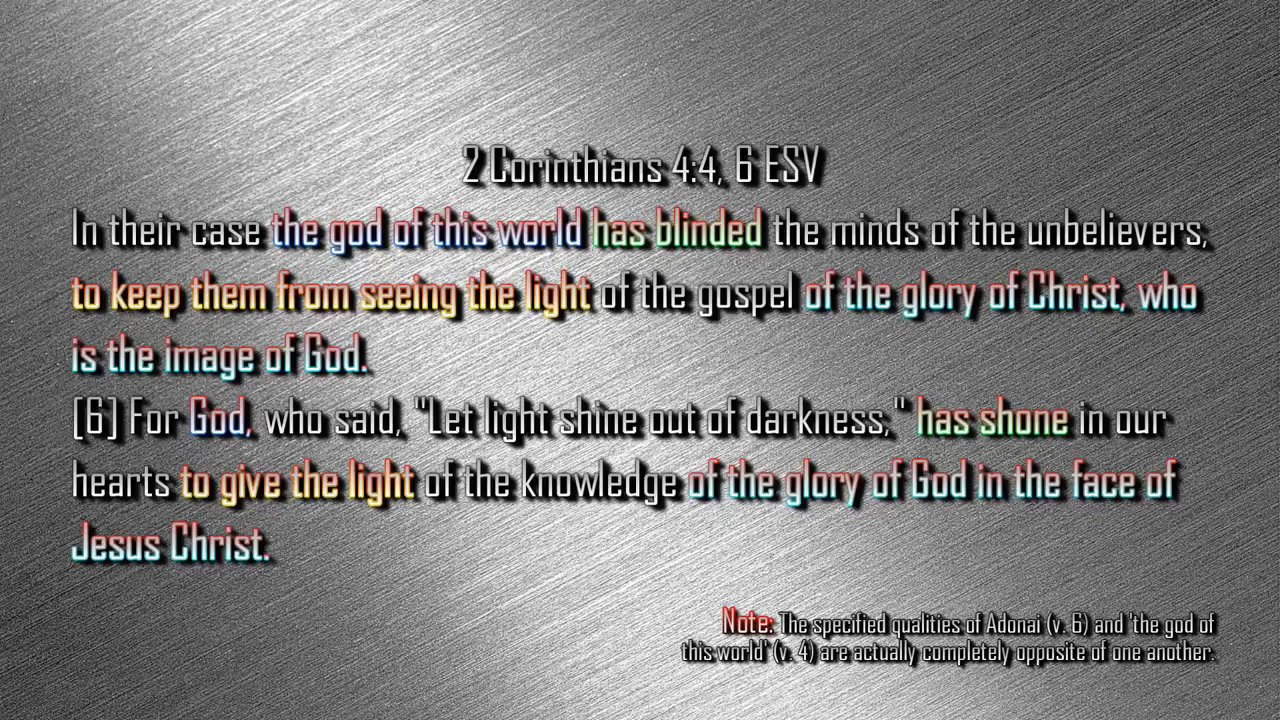 2 Corinthians 4:4, 6 ESV
In their case the god of this world has blinded the minds of the unbelievers,
to keep them from seeing the light of the gospel of the glory of Christ, who
is the image of God.
[6] For God, who said, "Let light shine out of darkness," has shone in our
hearts to give the light of the knowledge of the glory of God in the face of
Jesus Christ.
Note: The specified qualities of Adonai (v. 6) and 'the god of
this world' (v. 4) are actually completely opposite of one another.